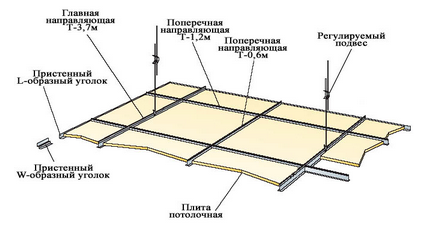 Главная
направляющая
Т-3,7м
Поперечная
направляющая
Т-1,2м
Поперечная
направляющая
Т-0,6м
Регулируемый
подвес
Пристенный
L-образный уголок
Пристенный
W-образный уголок
Плита
потолочная